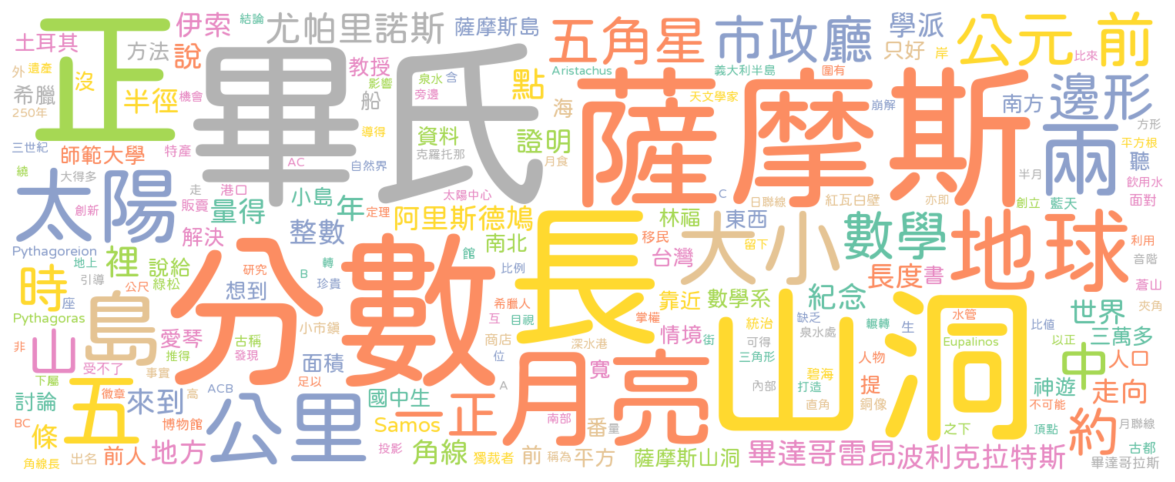 結論
伊索
尤帕里諾斯
薩摩斯島
五角星
市政廳
學派
公元
前
土耳其
正
方法
說
畢氏
教授
泉水
影響
含
旁邊
點
Aristachus
義大利半島
圍有
只好
岸
比來
外
遺產
沒
希臘
半徑
機會
250年
船
海
天文學家
薩摩斯
崩解
南方
邊形
兩
方形
三世紀
師範大學
特產
導得
資料
克羅托那
證明
月食
平方根
AC
自然界
繞
大得多
太陽
走
港口
小島
太陽中心
C
日聯線
紅瓦白壁
半月
聽
飲用水
創新
販賣
量得
年
定理
阿里斯德鳩
林福
東西
亦即
創立
藍天
面對
Pythagoreion
地上
裡
解決
整數
南北
館
移民
留下
大小
數學
地球
利用
音階
引導
綠松
說給
研究
B
轉
比例
台灣
長度
書
蒼山
時
公尺
座
想到
分數
珍貴
希臘人
長
靠近
數學系
紀念
水管
世界
夾角
Pythagoras
島
愛琴
小市鎮
互
目視
掌權
情境
街
統治
缺乏
輾轉
生
三萬多
比值
以正
非
山
推得
古稱
發現
商店
深水港
可得
泉水處
Eupalinos
受不了
事實
面積
位
寬
三角形
碧海
人物
中
人口
下屬
徽章
高
ACB
足以
國中生
A
月亮
內部
打造
山洞
提
神遊
走向
不可能
討論
五
來到
公里
一正
南部
番
量
直角
銅像
約
BC
條
博物館
Samos
之下
頂點
月聯線
古都
角線長
出名
前人
地方
投影
角線
獨裁者
前
稱為
平方
薩摩斯山洞
畢達哥雷昂
波利克拉特斯
畢達哥拉斯